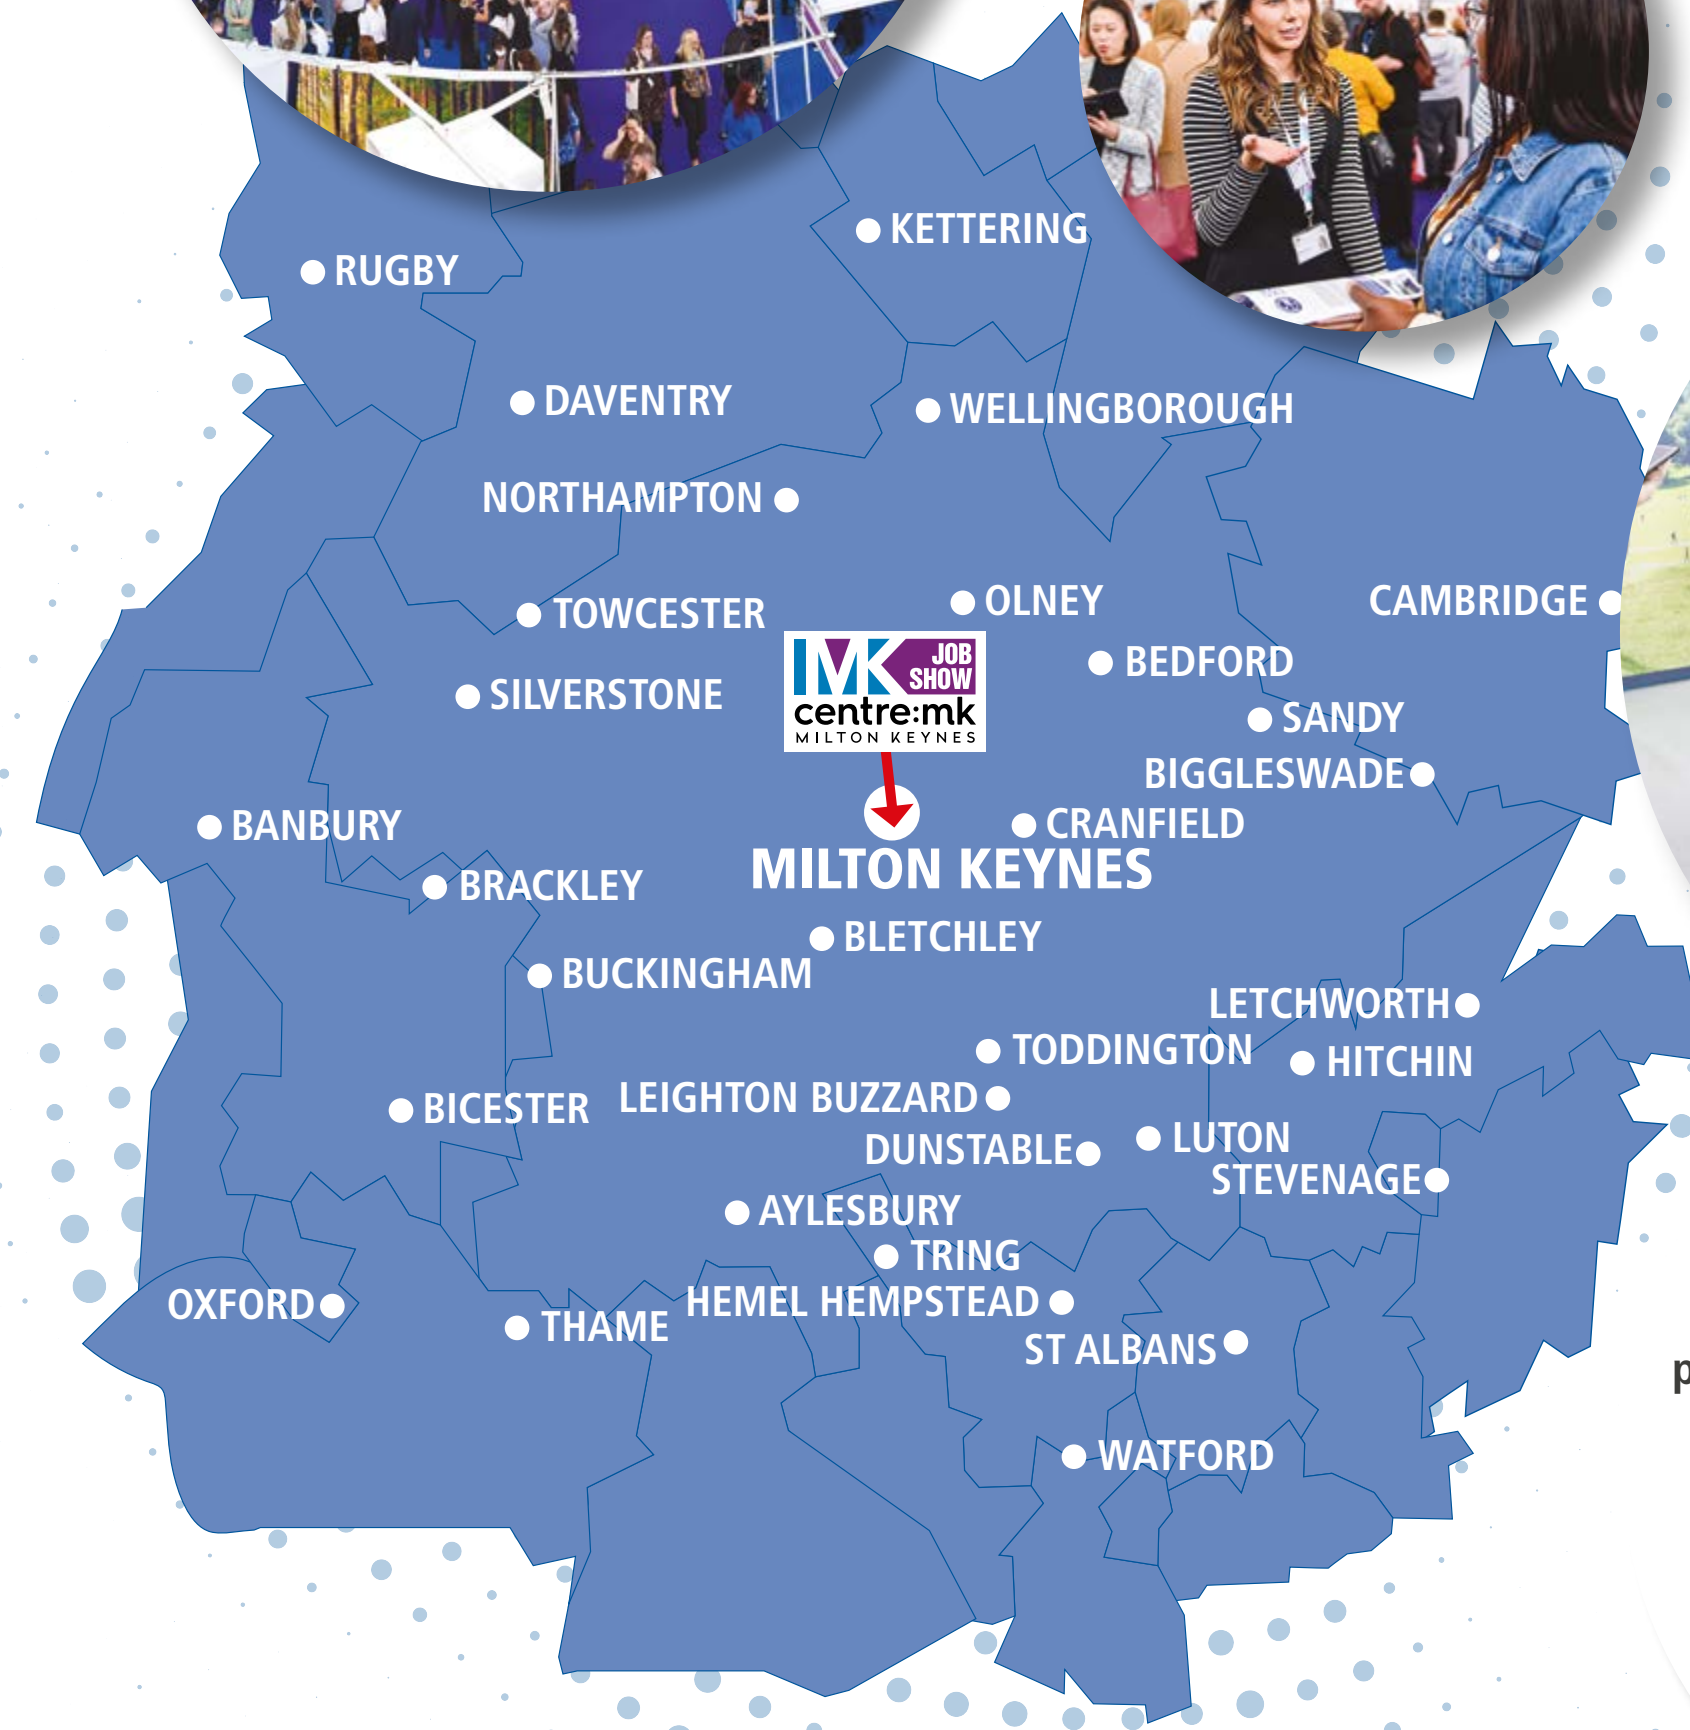 KETTERING
RUGBY
DAVENTRY
WELLINGBOROUGH
NORTHAMPTON
OLNEY
CAMBRIDGE
TOWCESTER
IMK JOB SHOW
centre:mk
MILTON KEYNES
BEDFORD
SILVERSTONE
SANDY
BIGGLESWADE
BANBURY
CRANFIELD
MILTON KEYNES
BRACKLEY
BLETCHLEY
BUCKINGHAM
LETCHWORTH
TODDINGTON
HITCHIN
LEIGHTON BUZZARD
BICESTER
LUTON
DUNSTABLE
STEVENAGE
AYLESBURY
TRING
HEMEL HEMPSTEAD
OXFORD
THAME
ST ALBANS
p
WATFORD